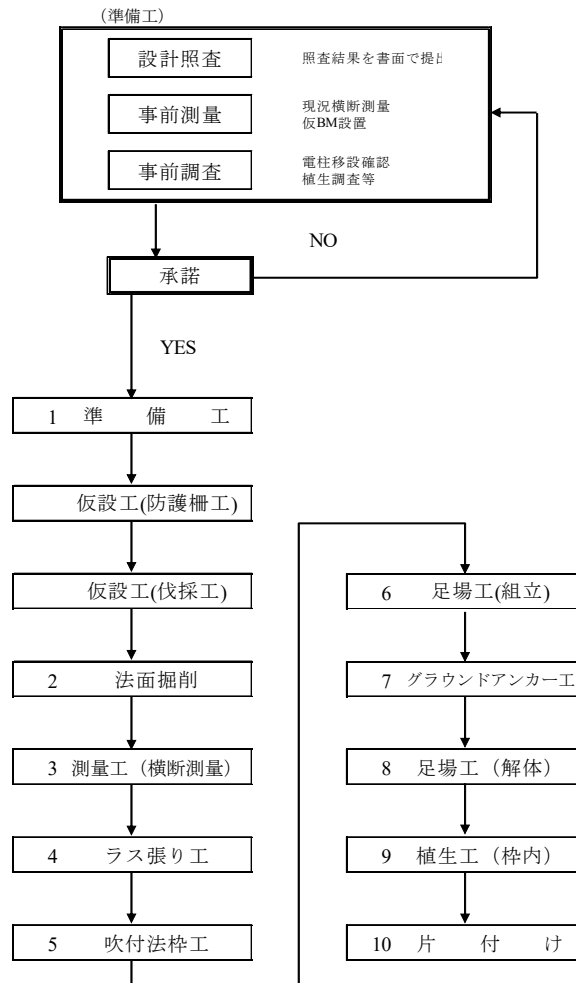 （準備工）
設計照査
照査結果を書面で提出
事前測量
現況横断測量
仮BM設置
事前調査
電柱移設確認
植生調査等
NO
承諾
YES
1 準 備 工
仮設工(防護柵工)
仮設工(伐採工)
2 法面掘削
3 測量工（横断測量）
4 ラス張り工
5 吹付法枠工
6 足場工(組立)
7 グラウンドアンカー工
8 足場工（解体）
9 植生工（枠内）
10 片 付 け